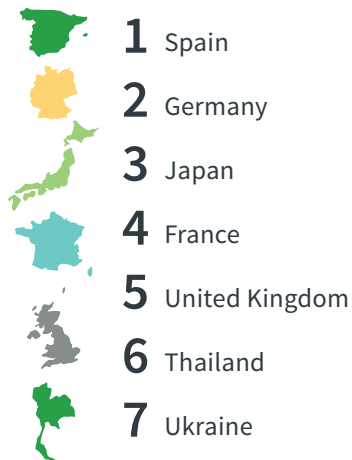 1 Spain
2 Germany
3 Japan
4 France
5 United Kingdom
6 Thailand
7 Ukraine